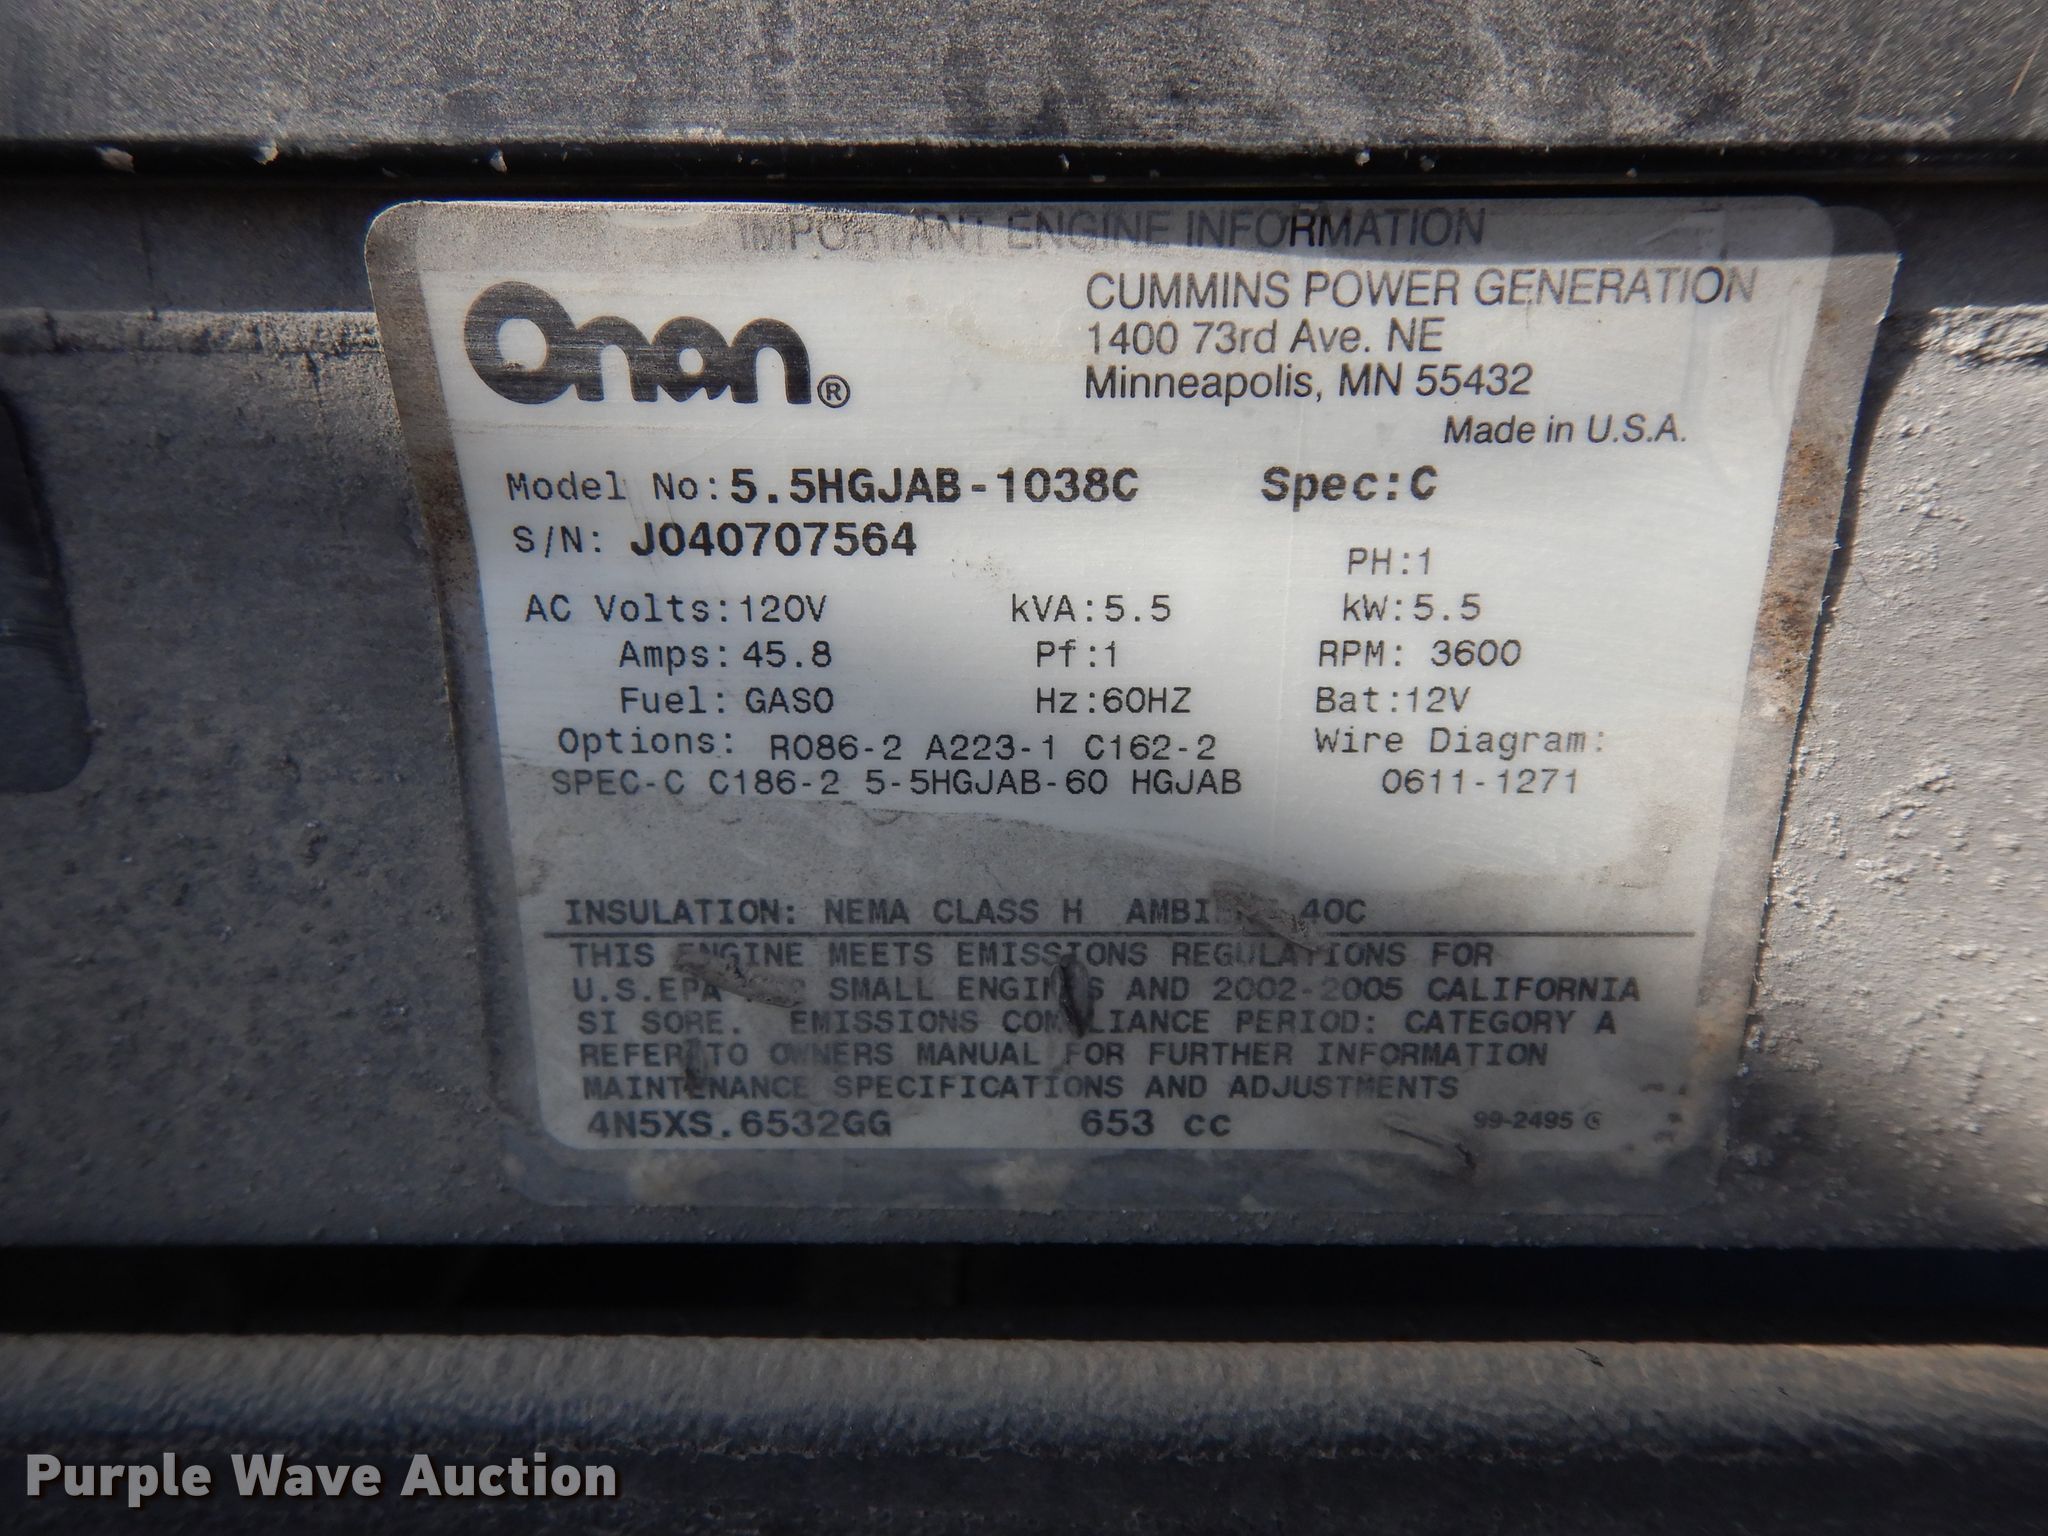 IMPORTANT ENGINE INFORMATION
Onan®
CUMMINS POWER GENERATION
1400 73rd Ave. NE
Minneapolis, MN 55432
Made in U.S.A.
Model No: 5.5HGJAB-1038C Spec: C
S/N: J040707564
PH:1
AC Volts: 120V kVA: 5.5 kW: 5.5
Amps: 45.8 Pf: 1 RPM: 3600
Fuel: GASO Hz: 60HZ Bat: 12V
Options: R086-2 A223-1 C162-2 Wire Diagram:
SPEC-C C186-2 5-5HGJAB-60 HGJAB 0611-1271
INSULATION: NEMA CLASS H AMBIENT 40C
THIS ENGINE MEETS EMISSIONS REGULATIONS FOR
U.S.EPA SMALL ENGINES AND 2002-2005 CALIFORNIA
SI SORE. EMISSIONS COMPLIANCE PERIOD: CATEGORY A
REFER TO OWNERS MANUAL FOR FURTHER INFORMATION
MAINTENANCE SPECIFICATIONS AND ADJUSTMENTS
4N5XS.6532GG 653 cc 99-2495
Purple Wave Auction